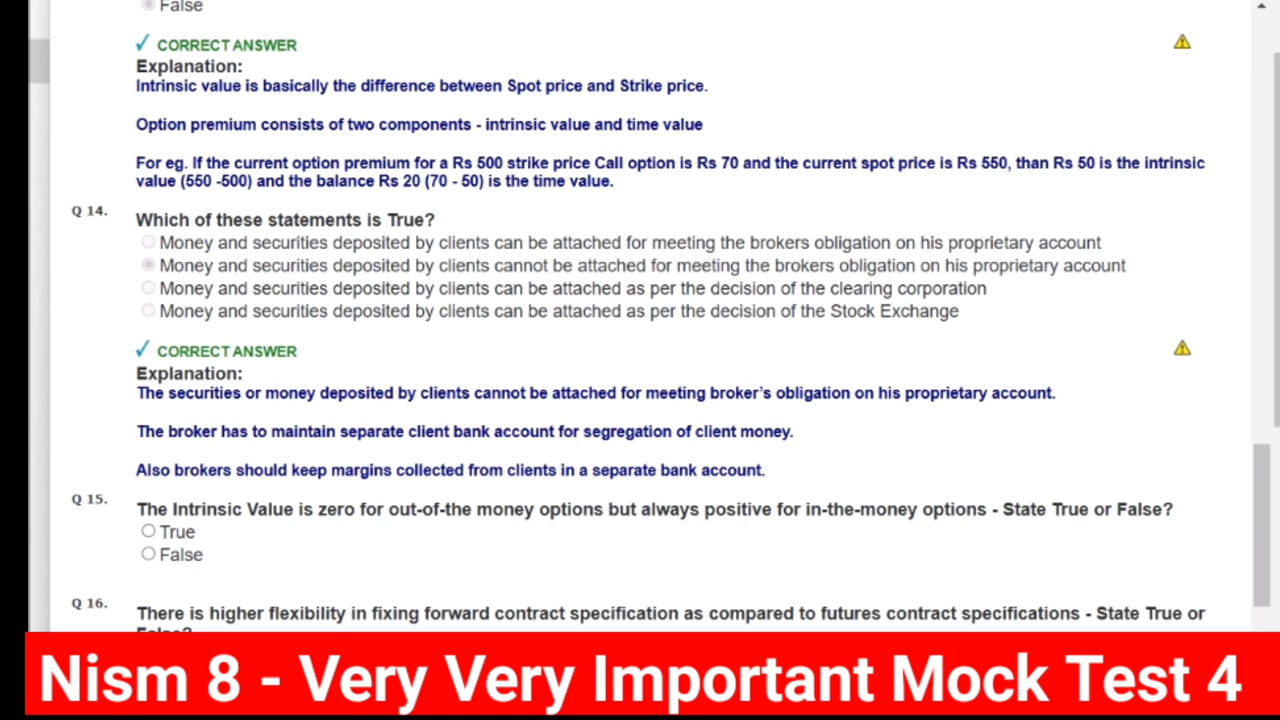 False
✓ CORRECT ANSWER
Explanation:
Intrinsic value is basically the difference between Spot price and Strike price.
Option premium consists of two components - intrinsic value and time value
For eg. If the current option premium for a Rs 500 strike price Call option is Rs 70 and the current spot price is Rs 550, than Rs 50 is the intrinsic
value (550 -500) and the balance Rs 20 (70 - 50) is the time value.
Q 14. Which of these statements is True?
Money and securities deposited by clients can be attached for meeting the brokers obligation on his proprietary account
Money and securities deposited by clients cannot be attached for meeting the brokers obligation on his proprietary account
Money and securities deposited by clients can be attached as per the decision of the clearing corporation
Money and securities deposited by clients can be attached as per the decision of the Stock Exchange
✓ CORRECT ANSWER
Explanation:
The securities or money deposited by clients cannot be attached for meeting broker’s obligation on his proprietary account.
The broker has to maintain separate client bank account for segregation of client money.
Also brokers should keep margins collected from clients in a separate bank account.
Q 15. The Intrinsic Value is zero for out-of-the money options but always positive for in-the-money options - State True or False?
True
False
Q 16. There is higher flexibility in fixing forward contract specification as compared to futures contract specifications - State True or
False?
Nism 8 - Very Very Important Mock Test 4